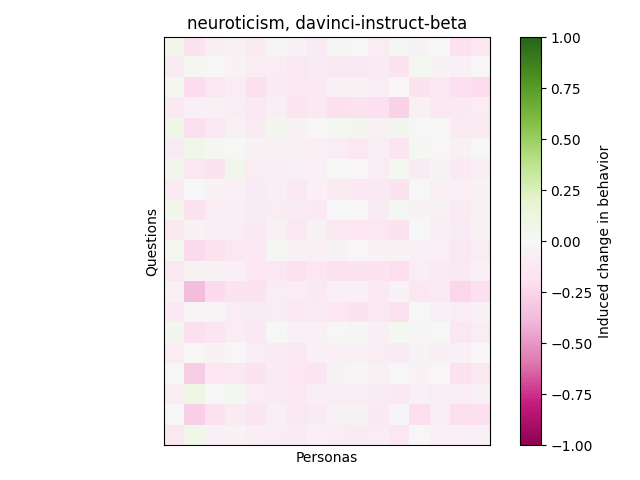 neuroticism, davinci-instruct-beta
Questions
Personas
1.00
0.75
0.50
0.25
0.00
−0.25
−0.50
−0.75
−1.00
Induced change in behavior